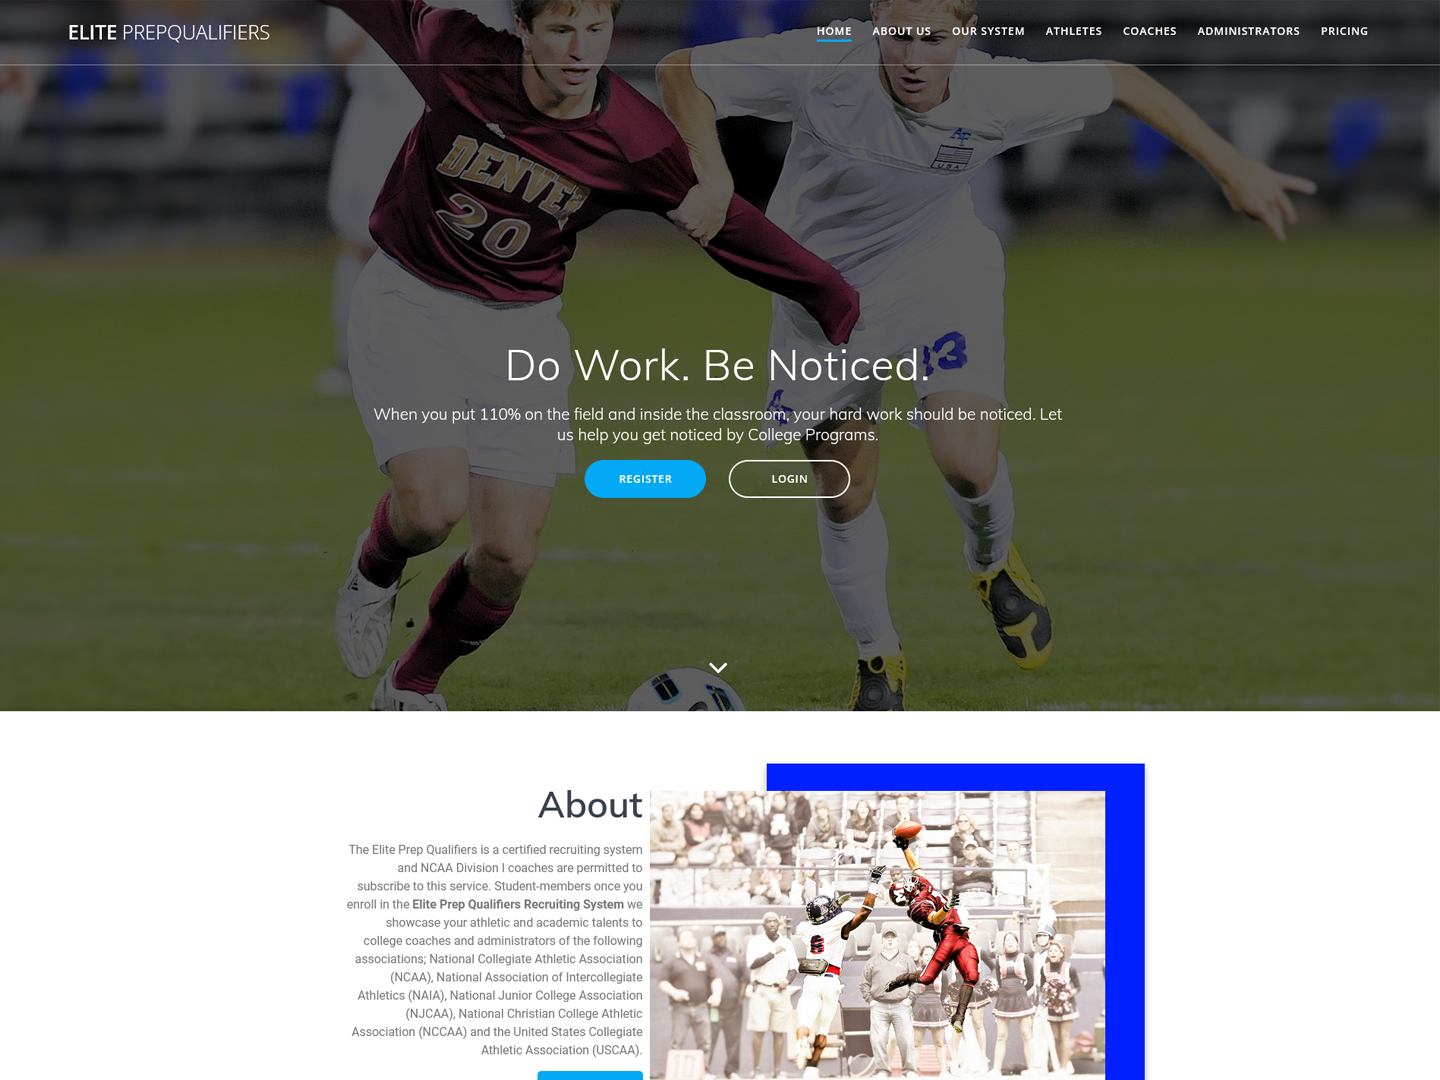 ELITE PREPQUALIFIERS
HOME ABOUT US OUR SYSTEM ATHLETES COACHES ADMINISTRATORS PRICING
DENVER
20
AF
USA
3
Do Work. Be Noticed.
When you put 110% on the field and inside the classroom, your hard work should be noticed. Let
us help you get noticed by College Programs.
REGISTER LOGIN
About
The Elite Prep Qualifiers is a certified recruiting system
and NCAA Division I coaches are permitted to
subscribe to this service. Student-members once you
enroll in the Elite Prep Qualifiers Recruiting System we
showcase your athletic and academic talents to
college coaches and administrators of the following
associations; National Collegiate Athletic Association
(NCAA), National Association of Intercollegiate
Athletics (NAIA), National Junior College Association
(NJCAA), National Christian College Athletic
Association (NCCAA) and the United States Collegiate
Athletic Association (USCAA).
8